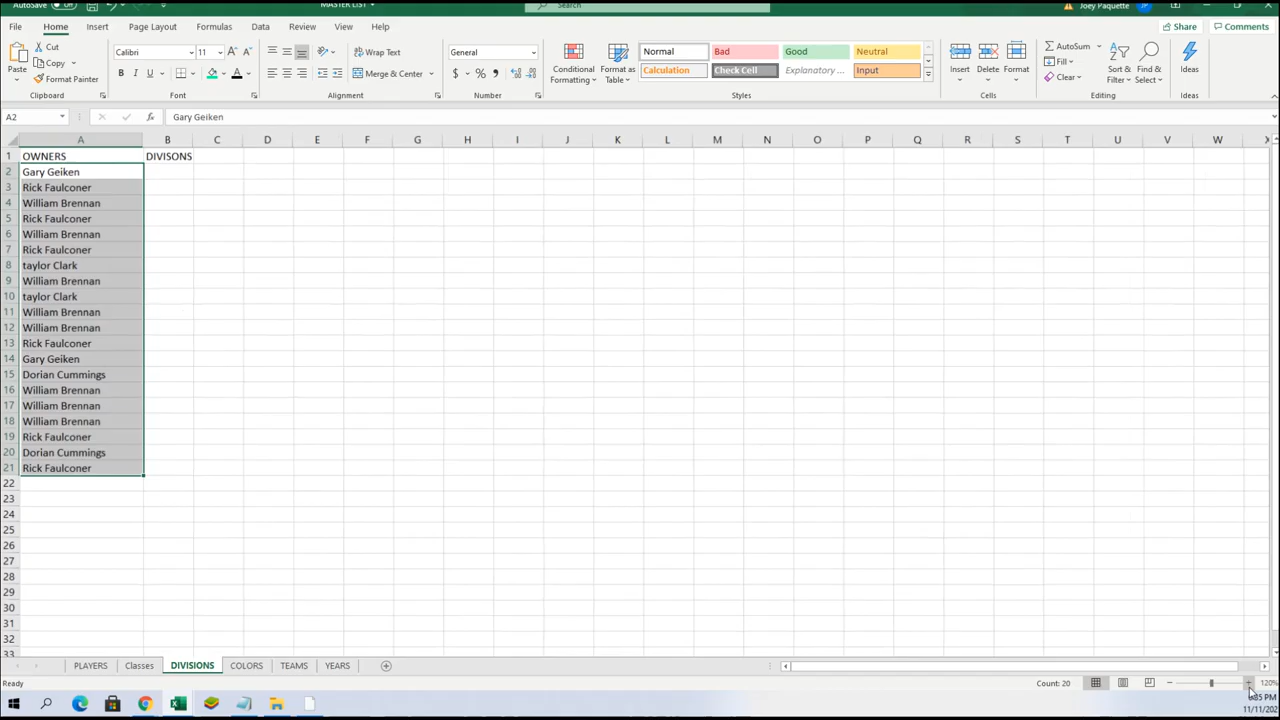 AutoSave Off MASTER LIST Search Joey Paquette JP
File Home Insert Page Layout Formulas Data Review View Help Share Comments
Paste Cut Copy Format Painter Clipboard
Calibri 11 A A B I U A Font
Wrap Text Merge & Center Alignment
General $ % , Number
Conditional Formatting Format as Table
Normal Bad Good Neutral
Calculation Check Cell Explanatory ... Input
Styles
Insert Delete Format Cells
AutoSum Fill Clear Sort & Filter Find & Select Editing
Ideas Ideas
A2 fx Gary Geiken
A B C D E F G H I J K L M N O P Q R S T U V W X
1 OWNERS DIVISONS
2 Gary Geiken
3 Rick Faulconer
4 William Brennan
5 Rick Faulconer
6 William Brennan
7 Rick Faulconer
8 taylor Clark
9 William Brennan
10 taylor Clark
11 William Brennan
12 William Brennan
13 Rick Faulconer
14 Gary Geiken
15 Dorian Cummings
16 William Brennan
17 William Brennan
18 William Brennan
19 Rick Faulconer
20 Dorian Cummings
21 Rick Faulconer
22
23
24
25
26
27
28
29
30
31
32
33
PLAYERS Classes DIVISIONS COLORS TEAMS YEARS
Ready Count: 20 120%
:35 PM
11/11/202